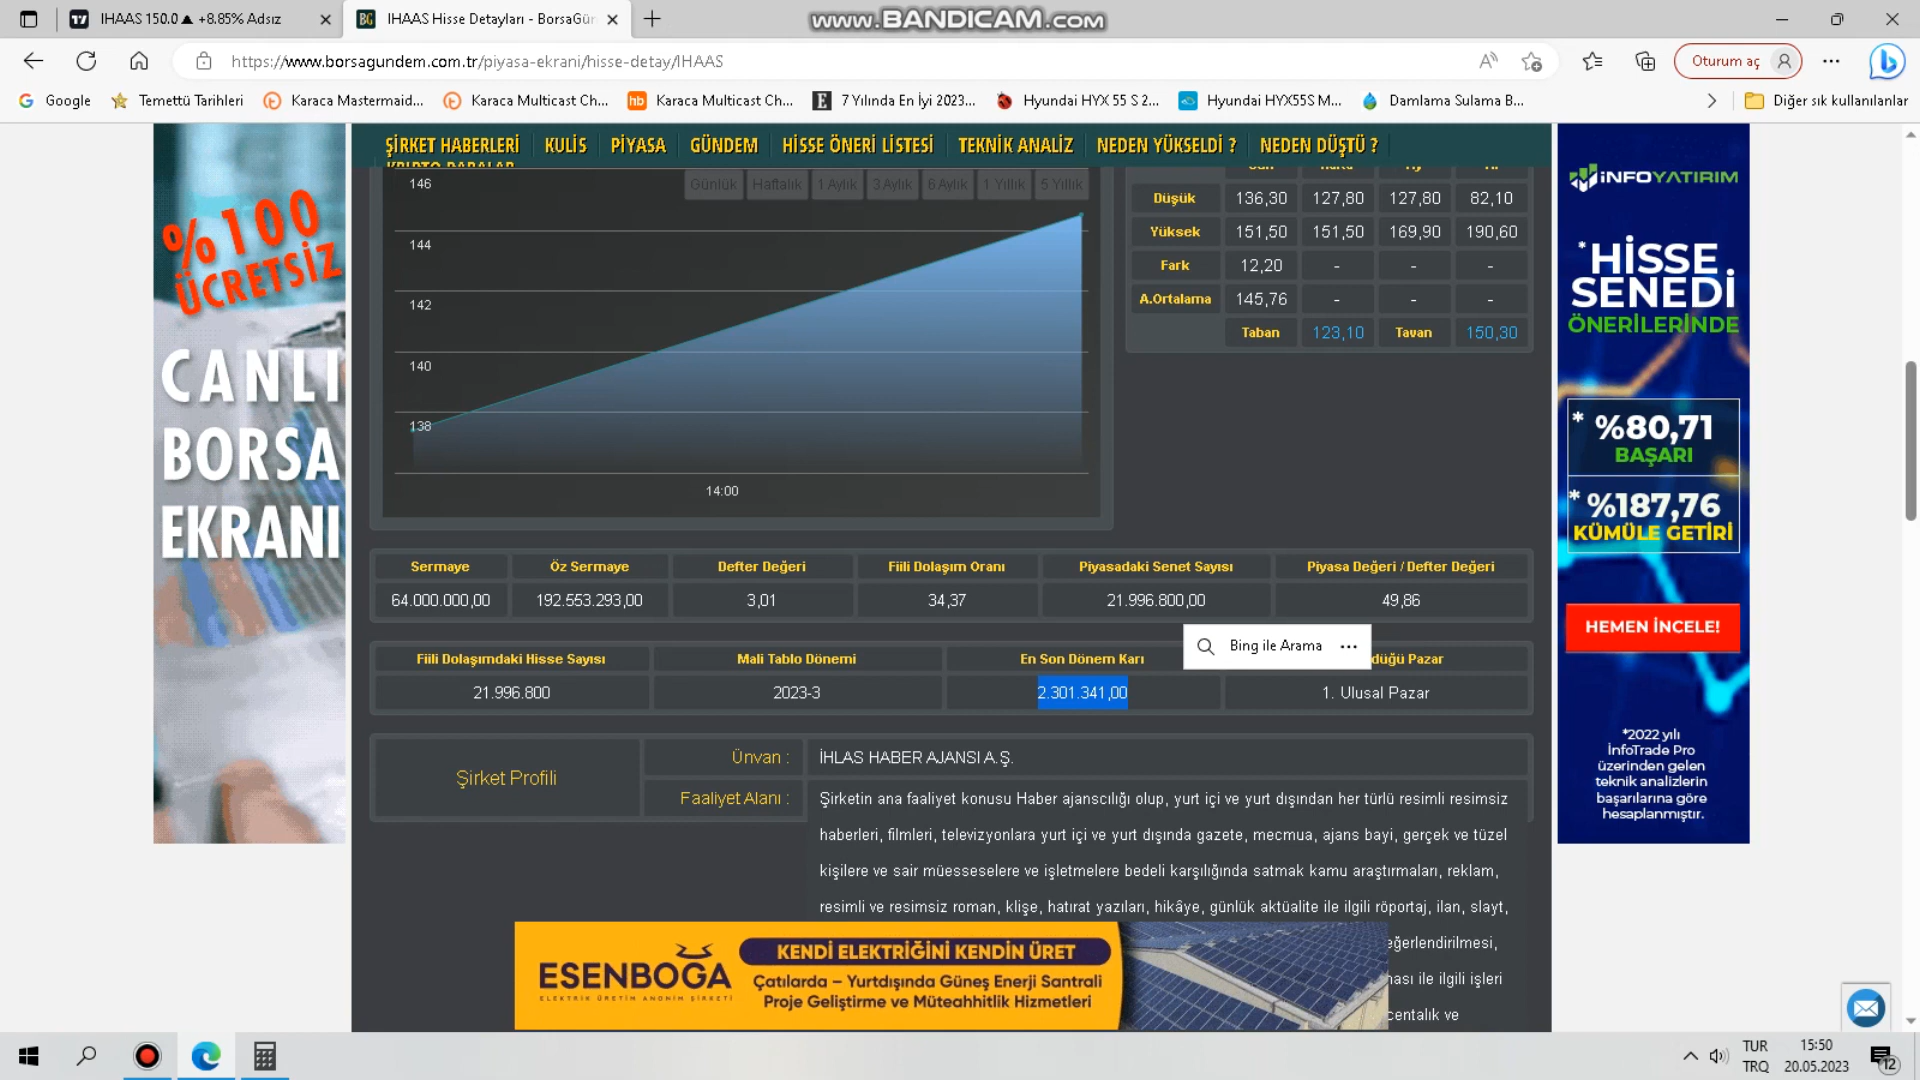 IHAAS 150.0 ▲ +8.85% Adsız
IHAAS Hisse Detayları - BorsaGün
www.BANDICAM.com
https://www.borsagundem.com.tr/piyasa-ekrani/hisse-detay/IHAAS
Oturum aç
Google
Temettü Tarihleri
Karaca Mastermaid...
Karaca Multicast Ch...
Karaca Multicast Ch...
7 Yılında En İyi 2023...
Hyundai HYX 55 S 2...
Hyundai HYX55S M...
Damlama Sulama B...
Diğer sık kullanılanlar
ŞİRKET HABERLERİ KULİS PİYASA GÜNDEM HİSSE ÖNERİ LİSTESİ TEKNİK ANALİZ NEDEN YÜKSELDİ ? NEDEN DÜŞTÜ ?
Günlük Haftalık 1 Aylık 3 Aylık 6 Aylık 1 Yıllık 5 Yıllık
146
144
142
140
138
14:00
Düşük 136,30 127,80 127,80 82,10
Yüksek 151,50 151,50 169,90 190,60
Fark 12,20 - - -
A.Ortalama 145,76 - - -
Taban 123,10 Tavan 150,30
Sermaye Öz Sermaye Defter Değeri Fiili Dolaşım Oranı Piyasadaki Senet Sayısı Piyasa Değeri / Defter Değeri
64.000.000,00 192.553.293,00 3,01 34,37 21.996.800,00 49,86
Fiili Dolaşımdaki Hisse Sayısı Mali Tablo Dönemi En Son Dönem Karı düğü Pazar
Bing ile Arama
21.996.800 2023-3 2.301.341,00 1. Ulusal Pazar
Şirket Profili
Ünvan : İHLAS HABER AJANSI A.Ş.
Faaliyet Alanı : Şirketin ana faaliyet konusu Haber ajanscılığı olup, yurt içi ve yurt dışından her türlü resimli resimsiz
haberleri, filmleri, televizyonlara yurt içi ve yurt dışında gazete, mecmua, ajans bayi, gerçek ve tüzel
kişilere ve sair müesseselere ve işletmelere bedeli karşılığında satmak kamu araştırmaları, reklam,
resimli ve resimsiz roman, klişe, hatırat yazıları, hikâye, günlük aktüalite ile ilgili röportaj, ilan, slayt,
eğerlendirilmesi,
ması ile ilgili işleri
centalık ve
%100
ÜCRETSİZ
CANLI
BORSA
EKRANI
İNFOYATIRIM
*HİSSE
SENEDİ
ÖNERİLERİNDE
* %80,71
BAŞARI
* %187,76
KÜMÜLE GETİRİ
HEMEN İNCELE!
*2022 yılı
İnfoTrade Pro
üzerinden gelen
teknik analizlerin
başarılarına göre
hesaplanmıştır.
ESENBOĞA
ELEKTRİK ÜRETİM ANONİM ŞİRKETİ
KENDİ ELEKTRİĞİNİ KENDİN ÜRET
Çatılarda – Yurtdışında Güneş Enerji Santrali
Proje Geliştirme ve Müteahhitlik Hizmetleri
TUR
TRQ
15:50
20.05.2023
12